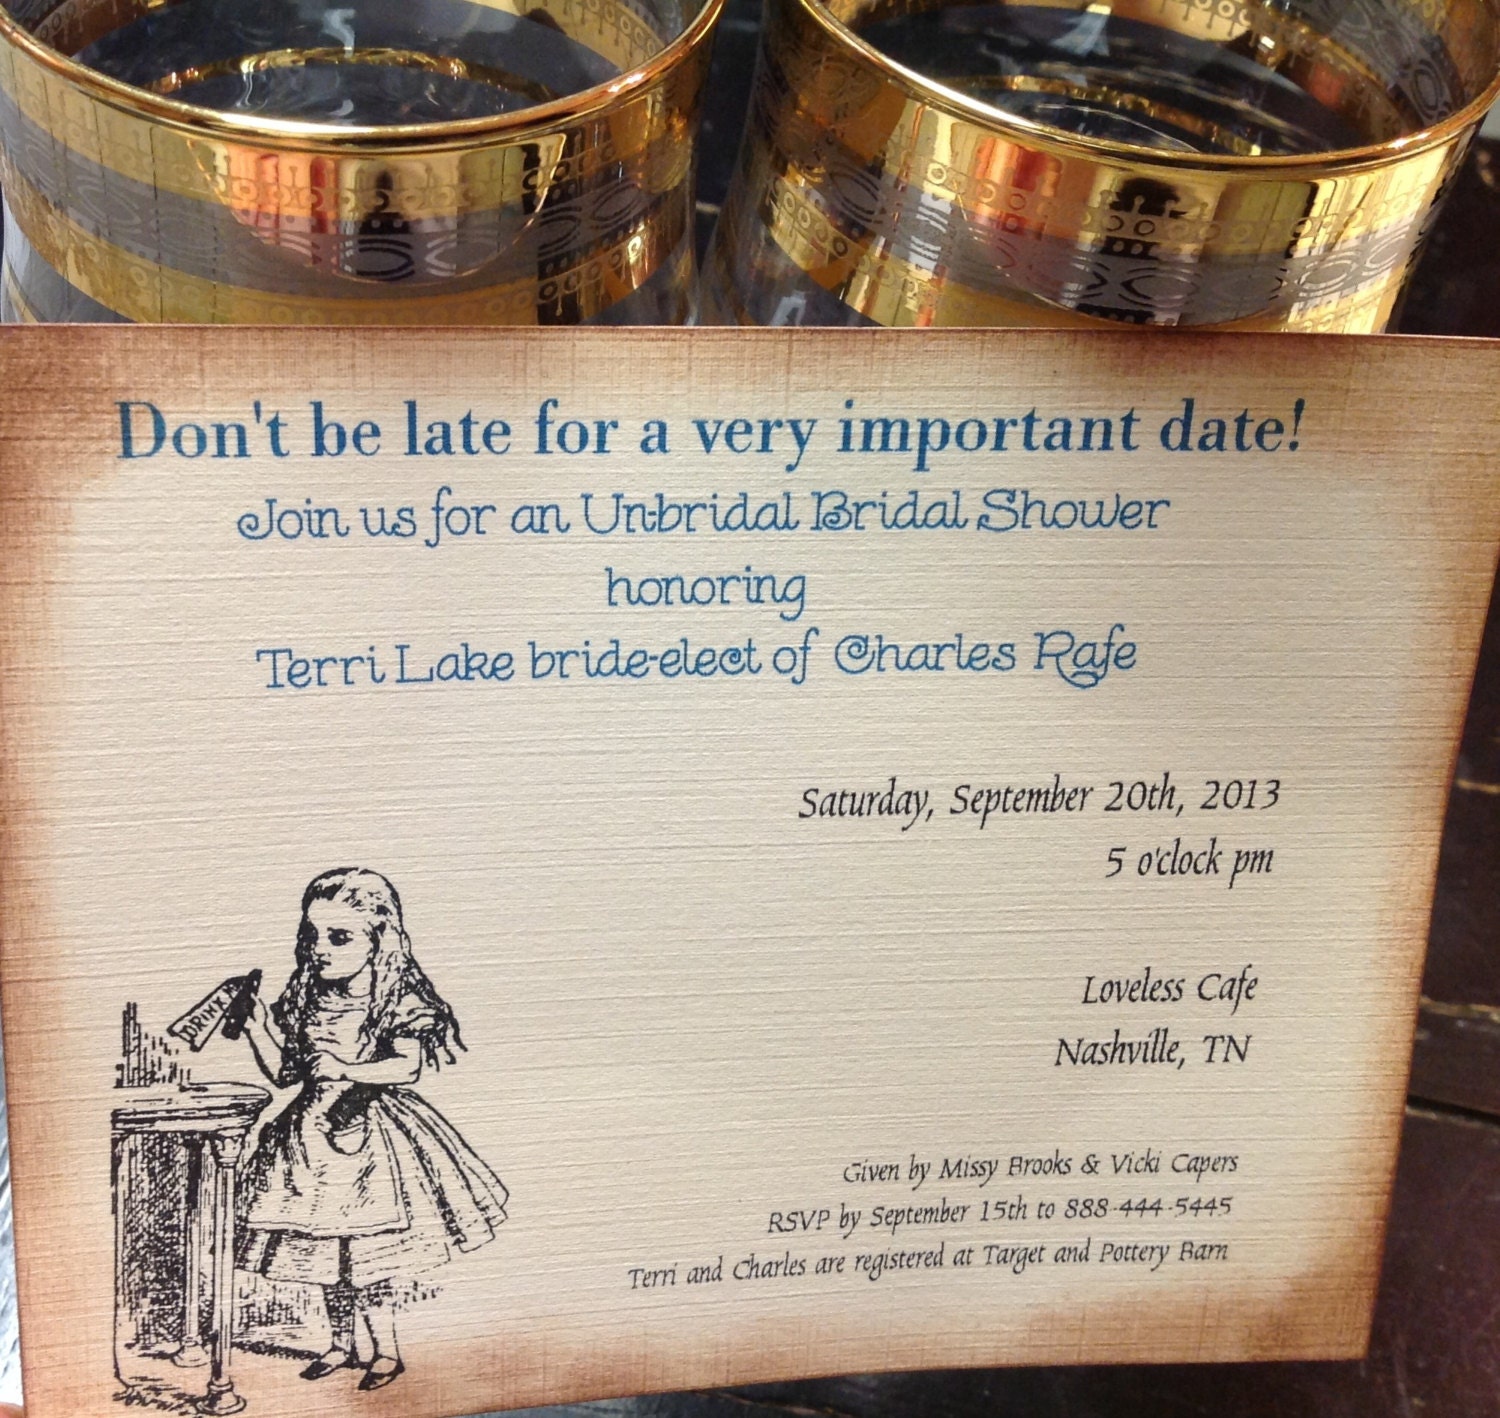 Don't be late for a very important date!
Join us for an Un-bridal Bridal Shower
honoring
Terri Lake bride-elect of Charles Rafe
Saturday, September 20th, 2013
5 o'clock pm
Loveless Cafe
Nashville, TN
DRINK
Given by Missy Brooks & Vicki Capers
RSVP by September 15th to 888-444-5445
Terri and Charles are registered at Target and Pottery Barn